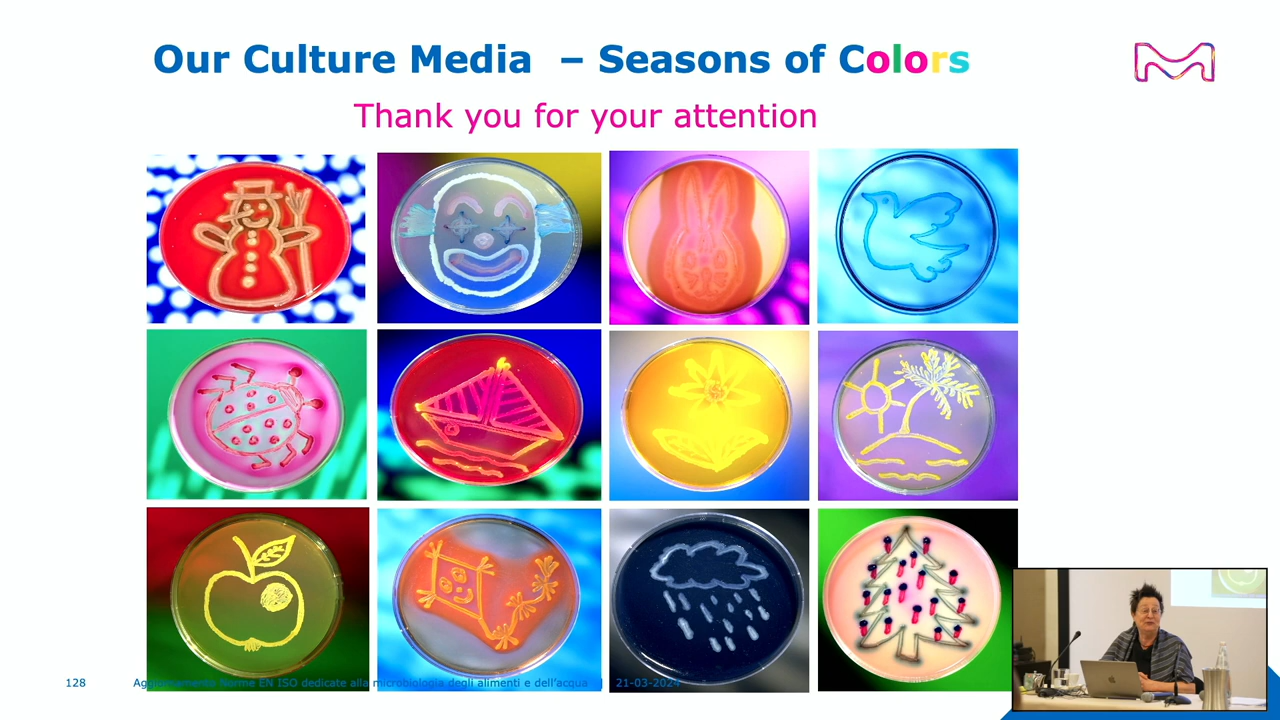 Our Culture Media – Seasons of Colors
Thank you for your attention
128 Aggiornamento Norme EN ISO dedicate alla microbiologia degli alimenti e dell'acqua | 21-03-2024